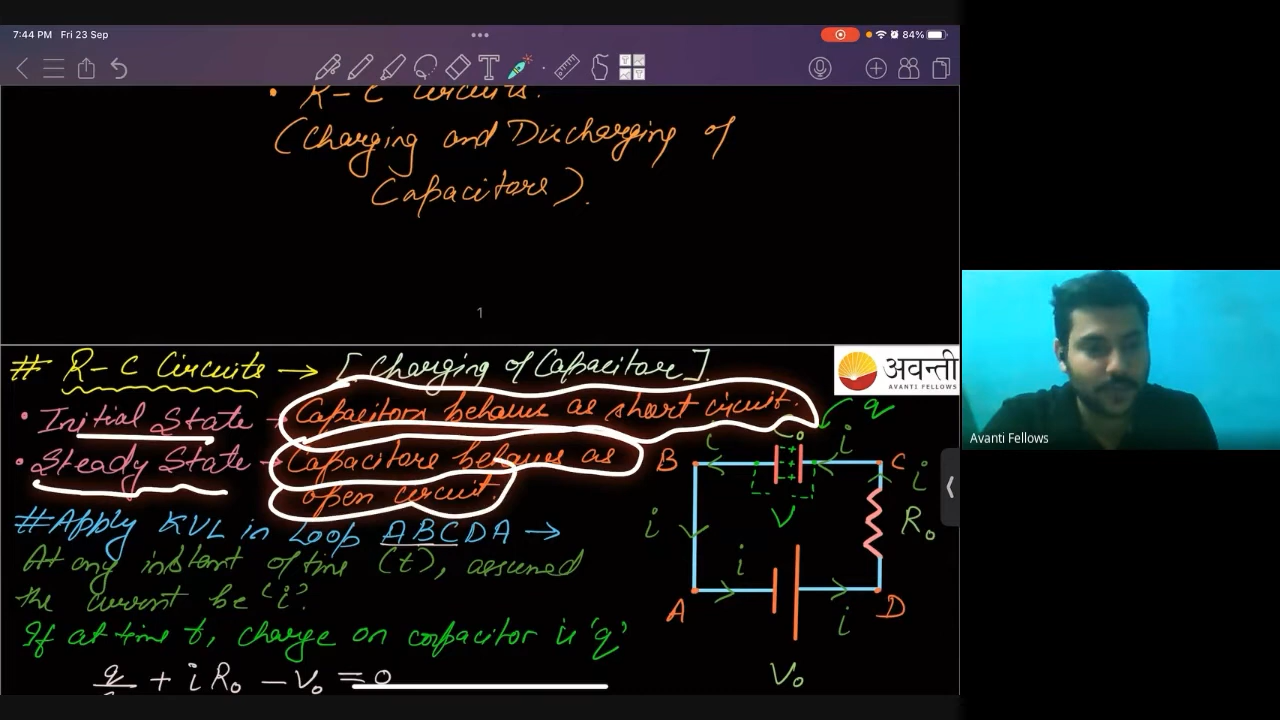 7:44 PM Fri 23 Sep
84%
• R-C Circuits.
(Charging and Discharging of
Capacitors).
1
# R-C Circuits → [Charging of Capacitors].
अवन्ती
AVANTI FELLOWS
• Initial State → Capacitors behaves as short circuit.
• Steady State → Capacitors behaves as
open circuit.
# Apply KVL in Loop ABCDA →
At any instant of time (t), assumed
the current be 'i'.
If at time t, charge on capacitor is 'q'
q + i R₀ - V₀ = 0
q
C₀
B i i C
V
i i R₀
i
A i D
V₀
Avanti Fellows